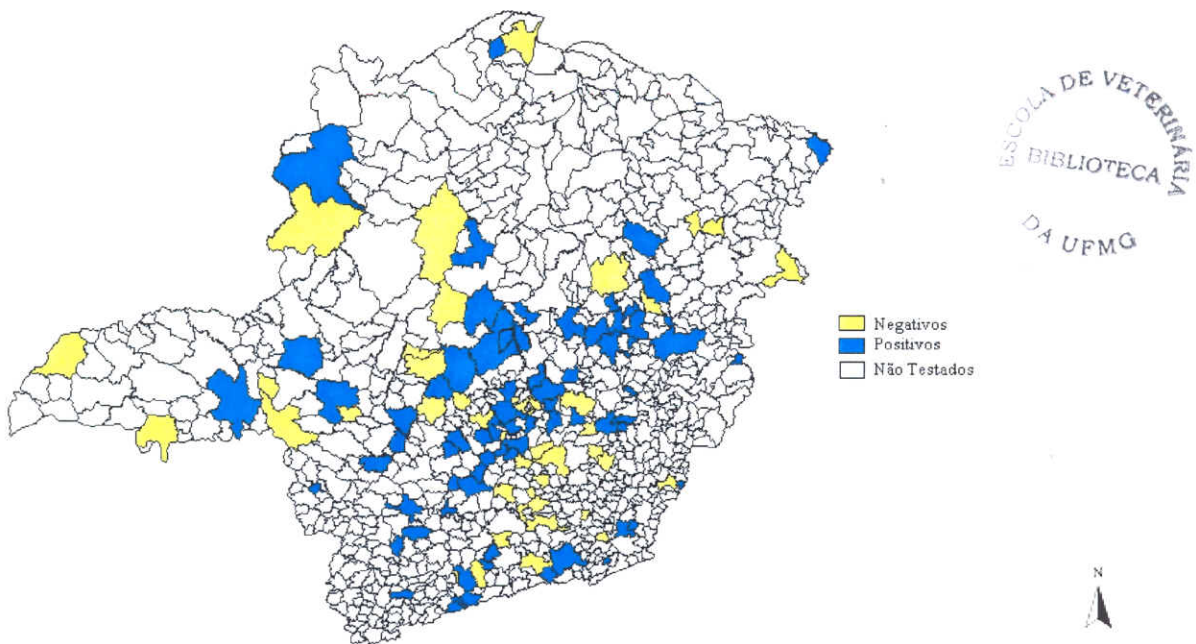 ESCOLA DE VETERINÁRIA
BIBLIOTECA
DA UFMG
Negativos
Positivos
Não Testados
N